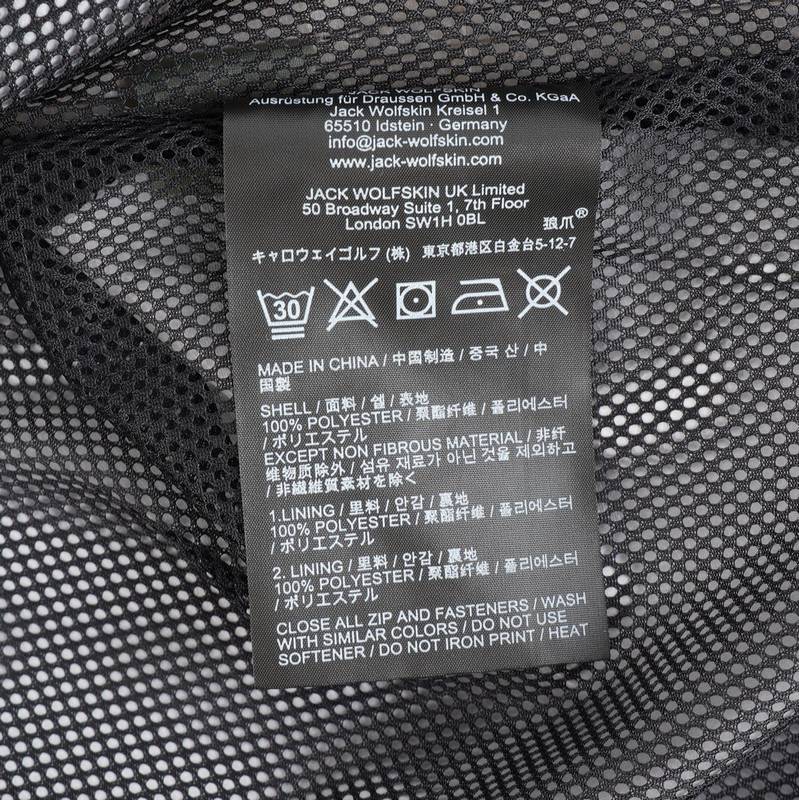 JACK WOLFSKIN
Ausrüstung für Draussen GmbH & Co. KGaA
Jack Wolfskin Kreisel 1
65510 Idstein · Germany
info@jack-wolfskin.com
www.jack-wolfskin.com
JACK WOLFSKIN UK Limited
50 Broadway Suite 1, 7th Floor
London SW1H 0BL
狼爪®
キャロウェイゴルフ (株) 東京都港区白金台5-12-7
30
MADE IN CHINA / 中国制造 / 중국 산 / 中
国製
SHELL / 面料 / 쉘 / 表地
100% POLYESTER / 聚酯纤维 / 폴리에스터
/ ポリエステル
EXCEPT NON FIBROUS MATERIAL / 非纤
维物质除外 / 섬유 재료가 아닌 것을 제외하고
/ 非繊維質素材を除く
1.LINING / 里料 / 안감 / 裏地
100% POLYESTER / 聚酯纤维 / 폴리에스터
/ ポリエステル
2. LINING / 里料 / 안감 / 裏地
100% POLYESTER / 聚酯纤维 / 폴리에스터
/ ポリエステル
CLOSE ALL ZIP AND FASTENERS / WASH
WITH SIMILAR COLORS / DO NOT USE
SOFTENER / DO NOT IRON PRINT / HEAT